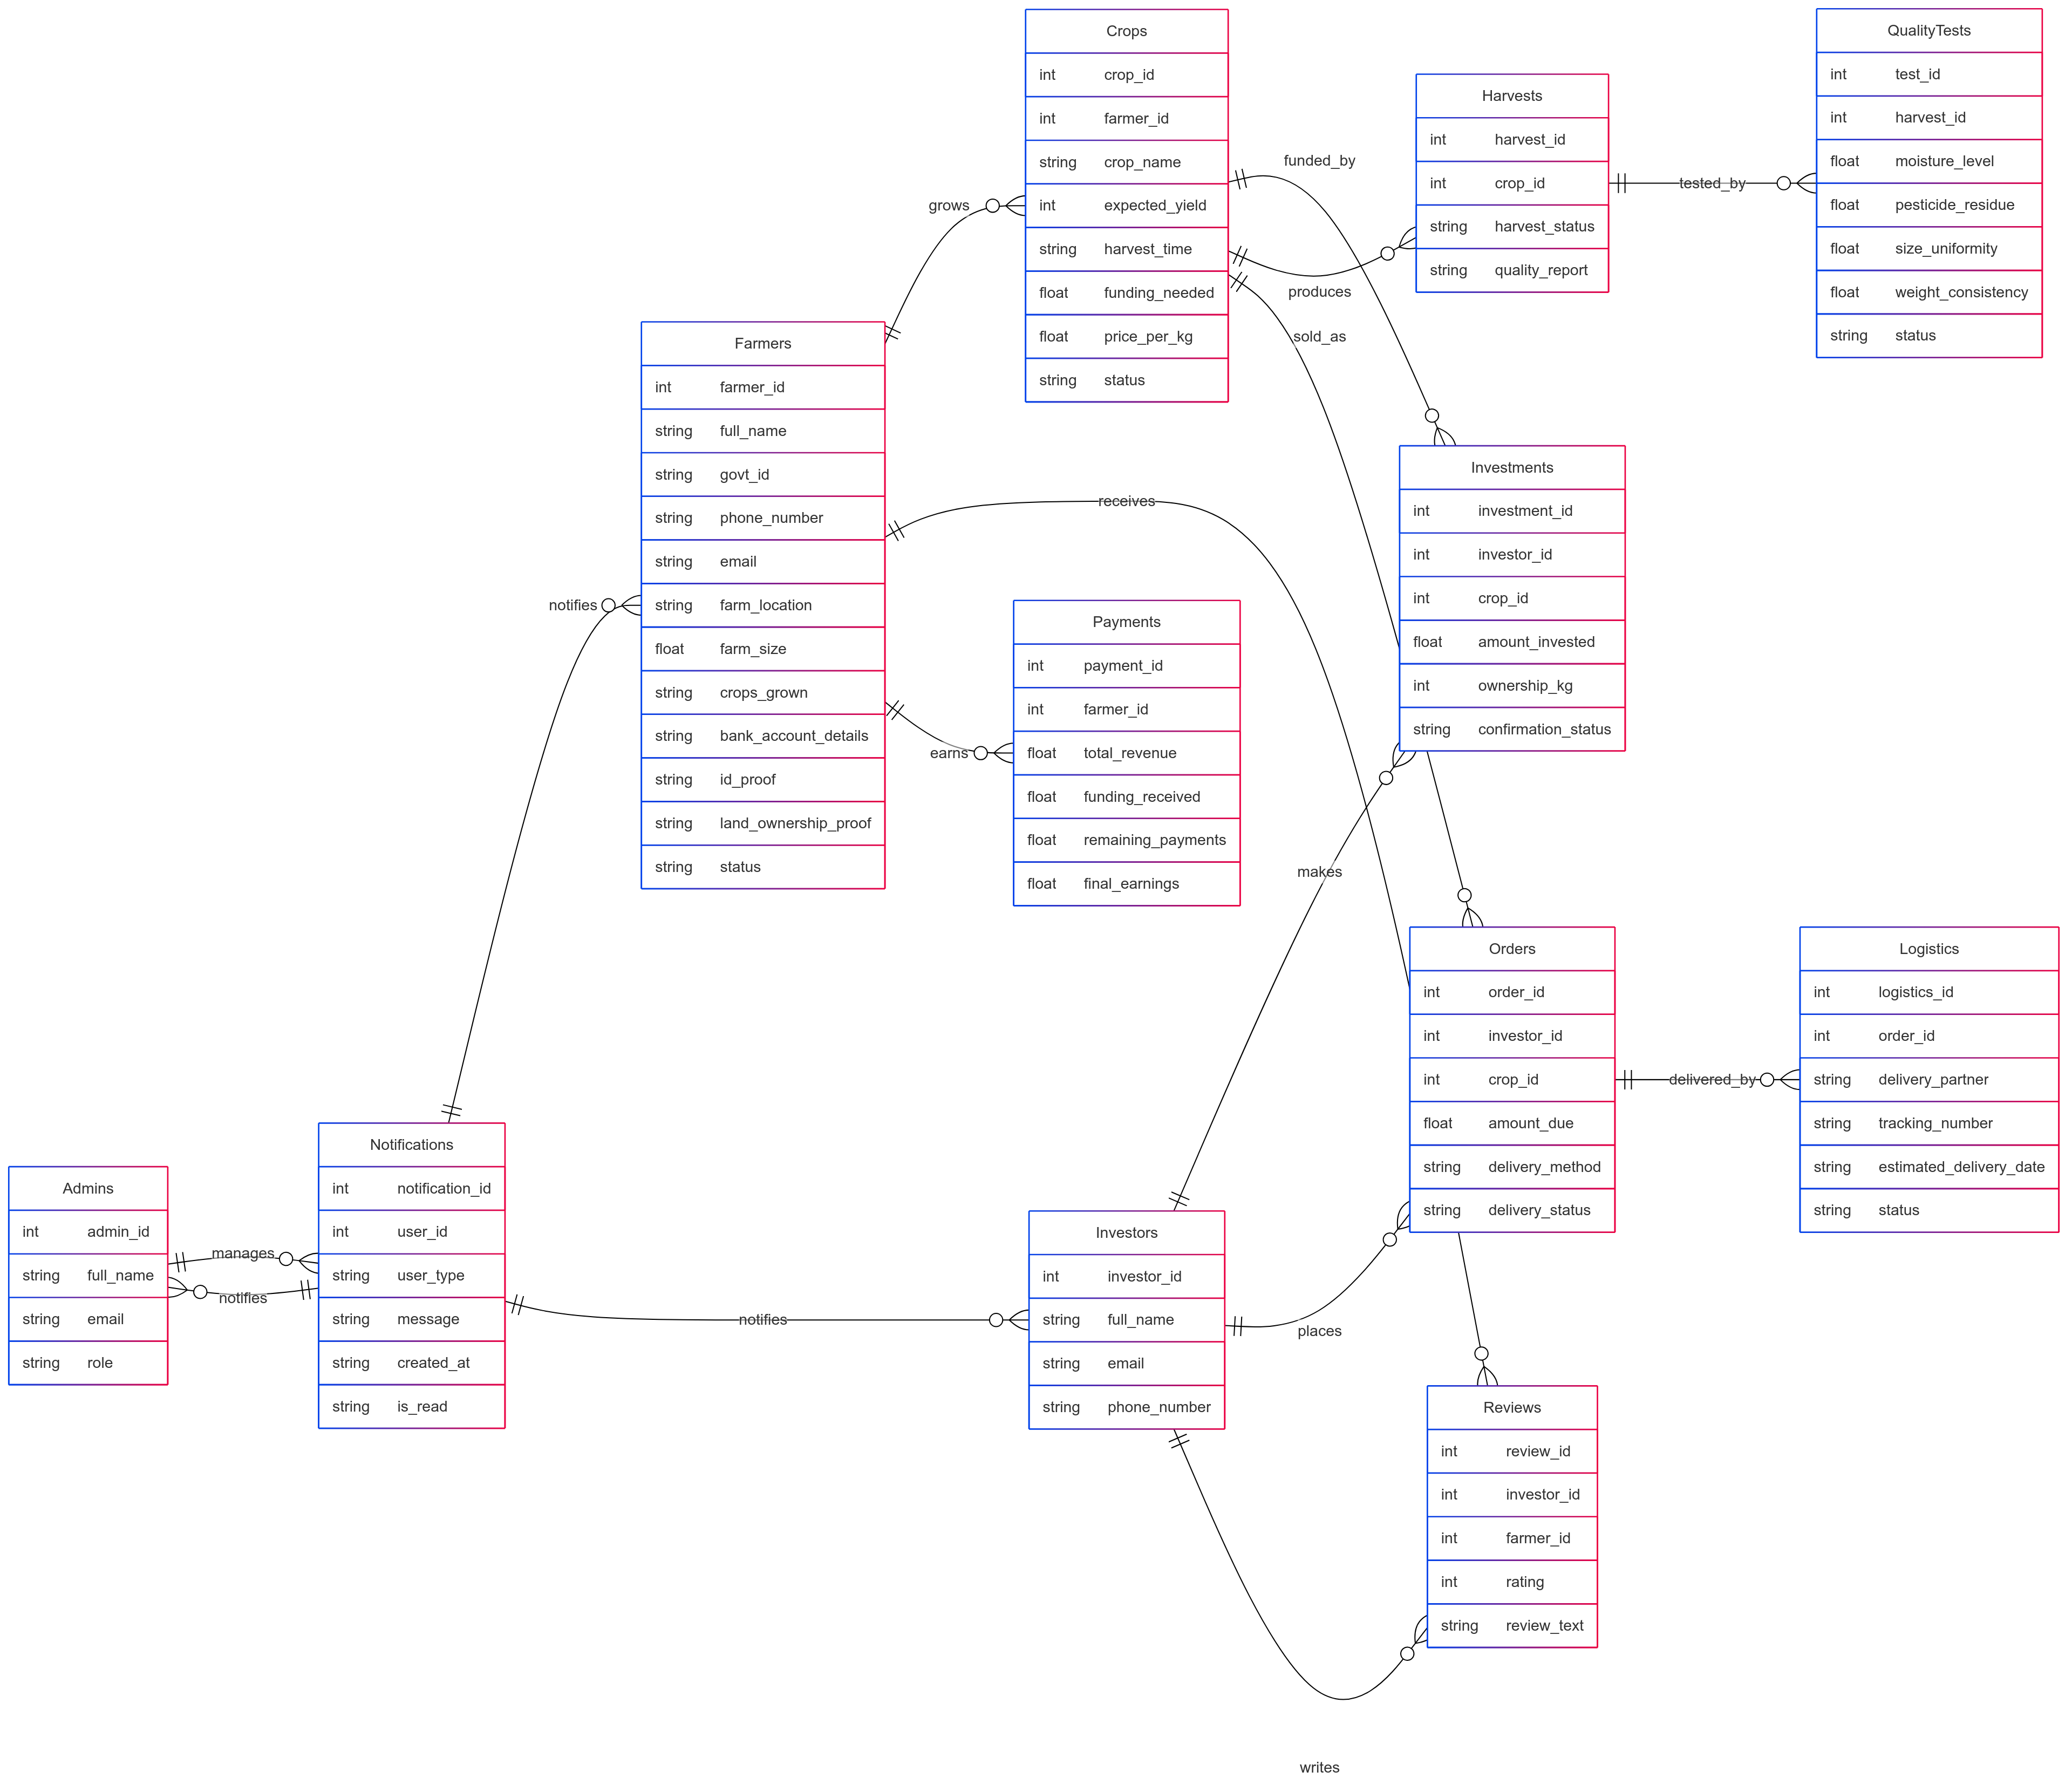 Crops
int crop_id
int farmer_id
string crop_name
int expected_yield
string harvest_time
float funding_needed
float price_per_kg
string status
QualityTests
int test_id
int harvest_id
float moisture_level
float pesticide_residue
float size_uniformity
float weight_consistency
string status
Harvests
int harvest_id
int crop_id
string harvest_status
string quality_report
funded_by
tested_by
grows
produces
sold_as
Farmers
int farmer_id
string full_name
string govt_id
string phone_number
string email
string farm_location
float farm_size
string crops_grown
string bank_account_details
string id_proof
string land_ownership_proof
string status
receives
Investments
int investment_id
int investor_id
int crop_id
float amount_invested
int ownership_kg
string confirmation_status
notifies
Payments
int payment_id
int farmer_id
float total_revenue
float funding_received
float remaining_payments
float final_earnings
earns
makes
Orders
int order_id
int investor_id
int crop_id
float amount_due
string delivery_method
string delivery_status
delivered_by
Logistics
int logistics_id
int order_id
string delivery_partner
string tracking_number
string estimated_delivery_date
string status
Admins
int admin_id
string full_name
string email
string role
manages
notifies
Notifications
int notification_id
int user_id
string user_type
string message
string created_at
string is_read
notifies
Investors
int investor_id
string full_name
string email
string phone_number
places
Reviews
int review_id
int investor_id
int farmer_id
int rating
string review_text
writes